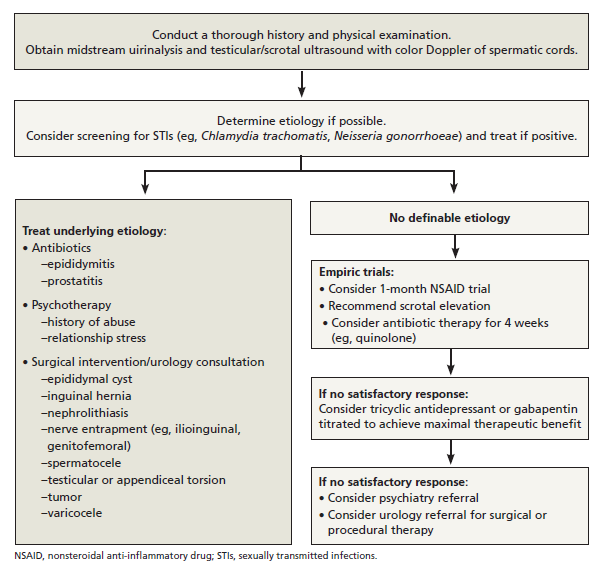 Conduct a thorough history and physical examination.
Obtain midstream uirinalysis and testicular/scrotal ultrasound with color Doppler of spermatic cords.
Determine etiology if possible.
Consider screening for STIs (eg, Chlamydia trachomatis, Neisseria gonorrhoeae) and treat if positive.
Treat underlying etiology:
• Antibiotics
–epididymitis
–prostatitis
• Psychotherapy
–history of abuse
–relationship stress
• Surgical intervention/urology consultation
–epididymal cyst
–inguinal hernia
–nephrolithiasis
–nerve entrapment (eg, ilioinguinal,
genitofemoral)
–spermatocele
–testicular or appendiceal torsion
–tumor
–varicocele
No definable etiology
Empiric trials:
• Consider 1-month NSAID trial
• Recommend scrotal elevation
• Consider antibiotic therapy for 4 weeks
(eg, quinolone)
If no satisfactory response:
Consider tricyclic antidepressant or gabapentin
titrated to achieve maximal therapeutic benefit
If no satisfactory response:
• Consider psychiatry referral
• Consider urology referral for surgical or
procedural therapy
NSAID, nonsteroidal anti-inflammatory drug; STIs, sexually transmitted infections.